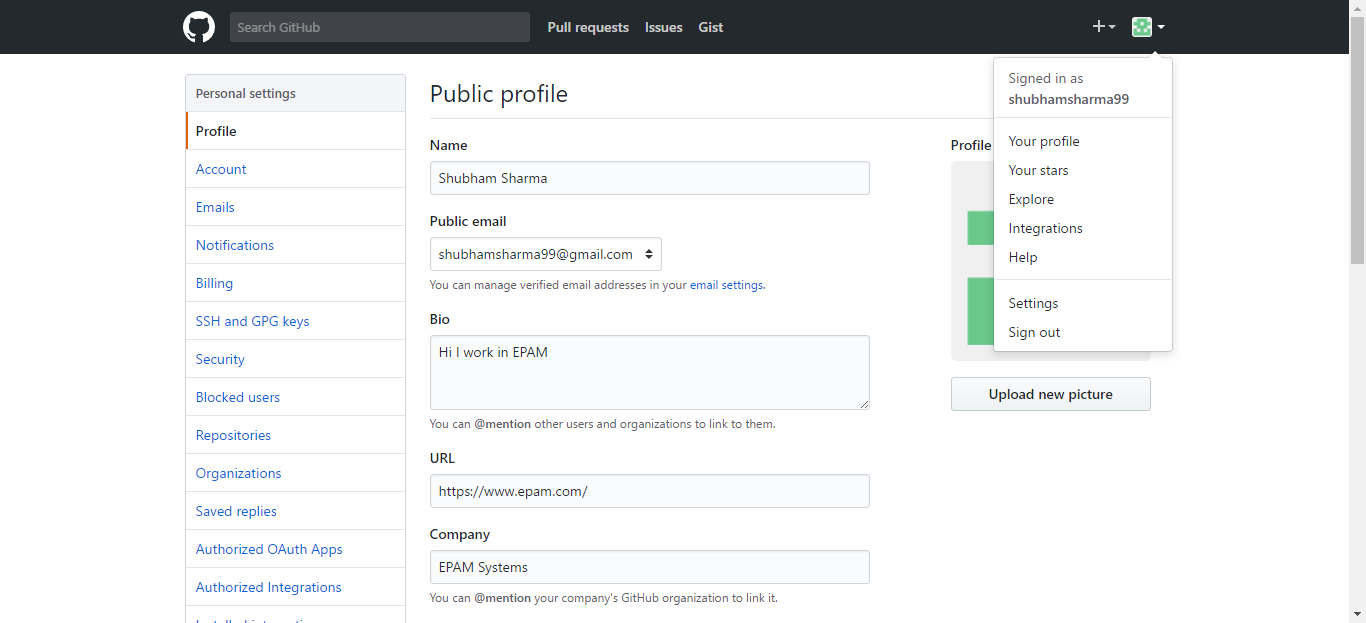 Search GitHub
Pull requests
Issues
Gist
Signed in as
shubhamsharma99
Your profile
Your stars
Explore
Integrations
Help
Settings
Sign out
Personal settings
Profile
Account
Emails
Notifications
Billing
SSH and GPG keys
Security
Blocked users
Repositories
Organizations
Saved replies
Authorized OAuth Apps
Authorized Integrations
Public profile
Name
Shubham Sharma
Public email
shubhamsharma99@gmail.com
You can manage verified email addresses in your email settings.
Bio
Hi I work in EPAM
You can @mention other users and organizations to link to them.
URL
https://www.epam.com/
Company
EPAM Systems
You can @mention your company's GitHub organization to link it.
Profile
Upload new picture